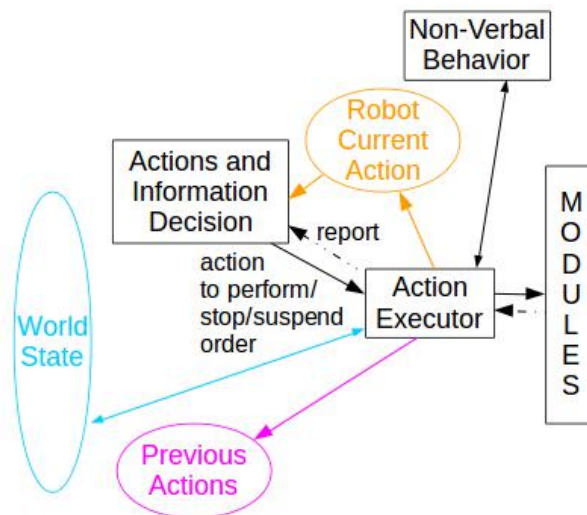 Non-Verbal
Behavior
Robot
Current
Action
Actions and
Information
Decision
report
action
to perform/
stop/suspend
order
Action
Executor
MODULES
World
State
Previous
Actions